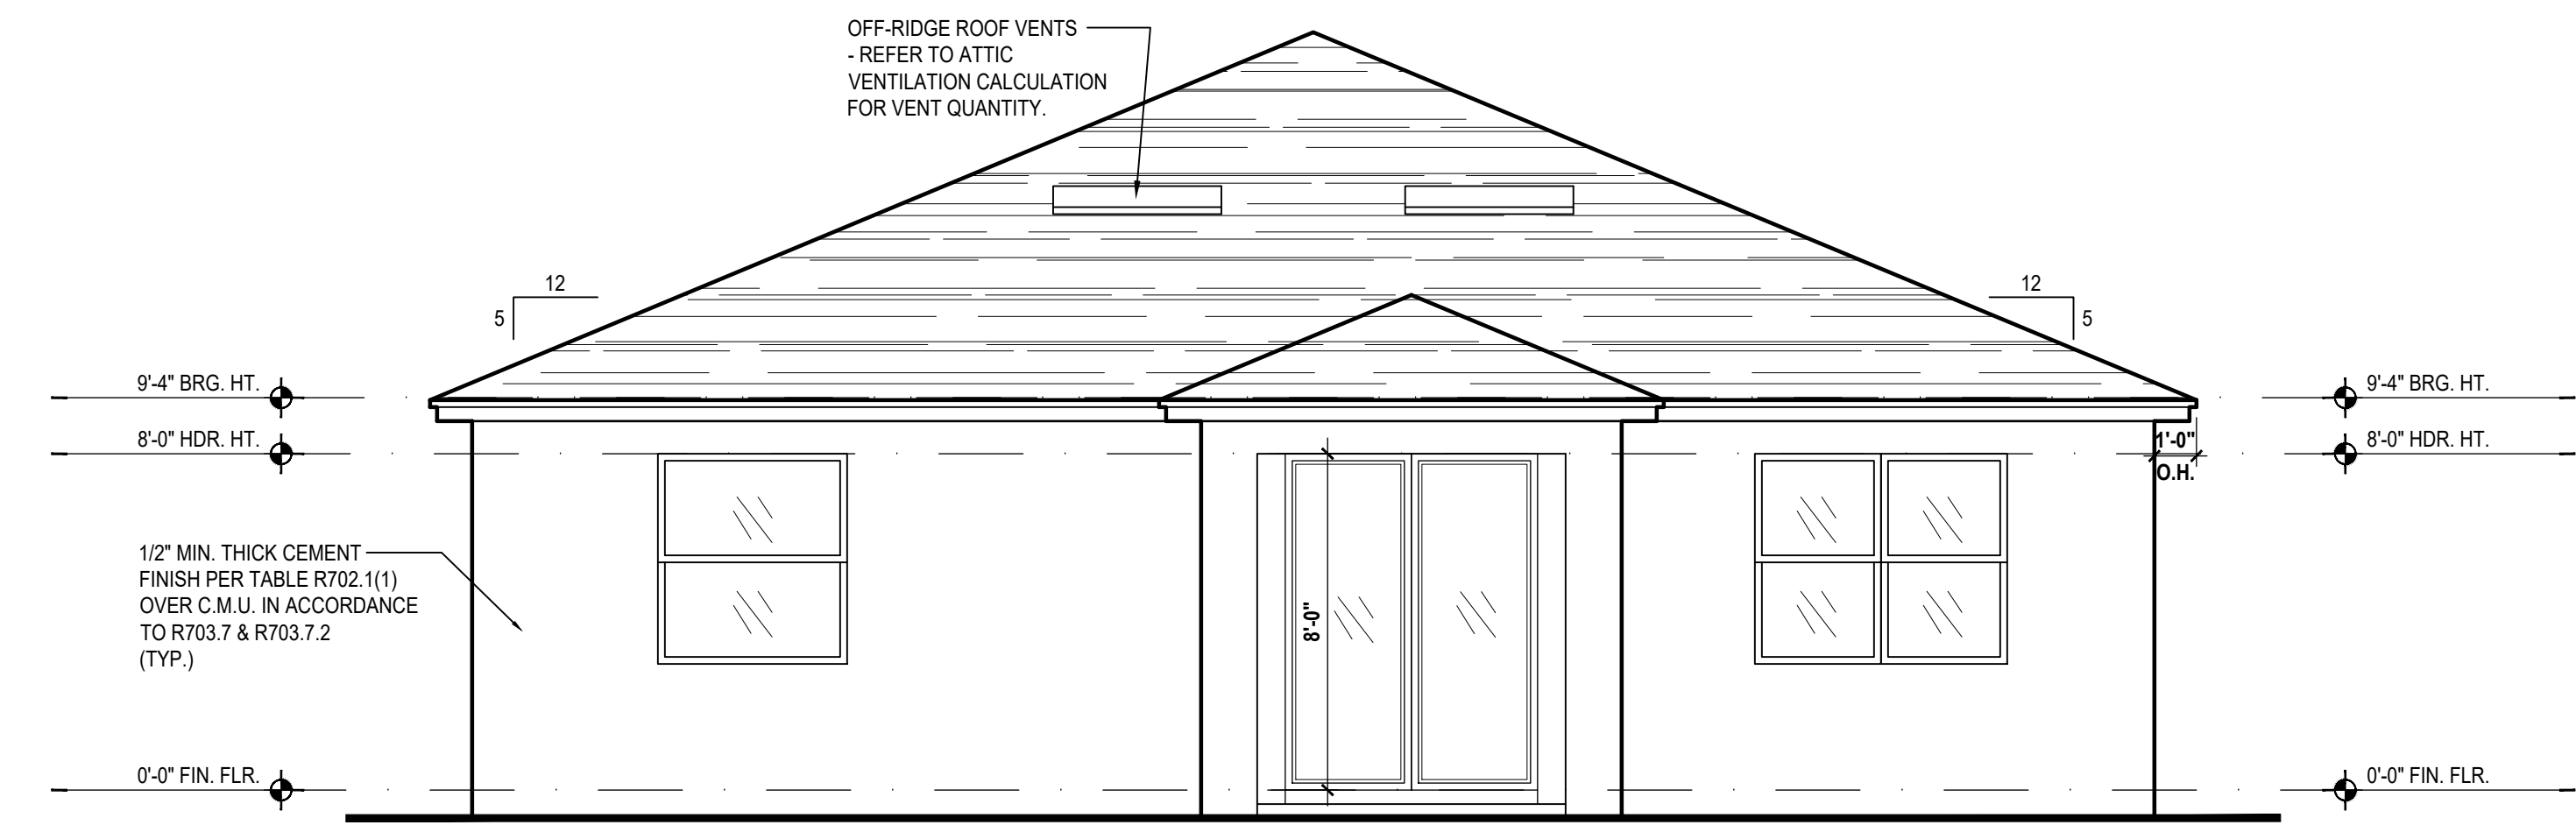 OFF-RIDGE ROOF VENTS
- REFER TO ATTIC
VENTILATION CALCULATION
FOR VENT QUANTITY.
12
5
12
5
9'-4" BRG. HT.
9'-4" BRG. HT.
8'-0" HDR. HT.
1'-0"
O.H.
8'-0" HDR. HT.
1/2" MIN. THICK CEMENT
FINISH PER TABLE R702.1(1)
OVER C.M.U. IN ACCORDANCE
TO R703.7 & R703.7.2
(TYP.)
8'-0"
0'-0" FIN. FLR.
0'-0" FIN. FLR.